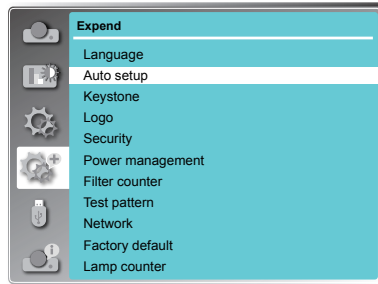 Expend
Language
Auto setup
Keystone
Logo
Security
Power management
Filter counter
Test pattern
Network
Factory default
Lamp counter